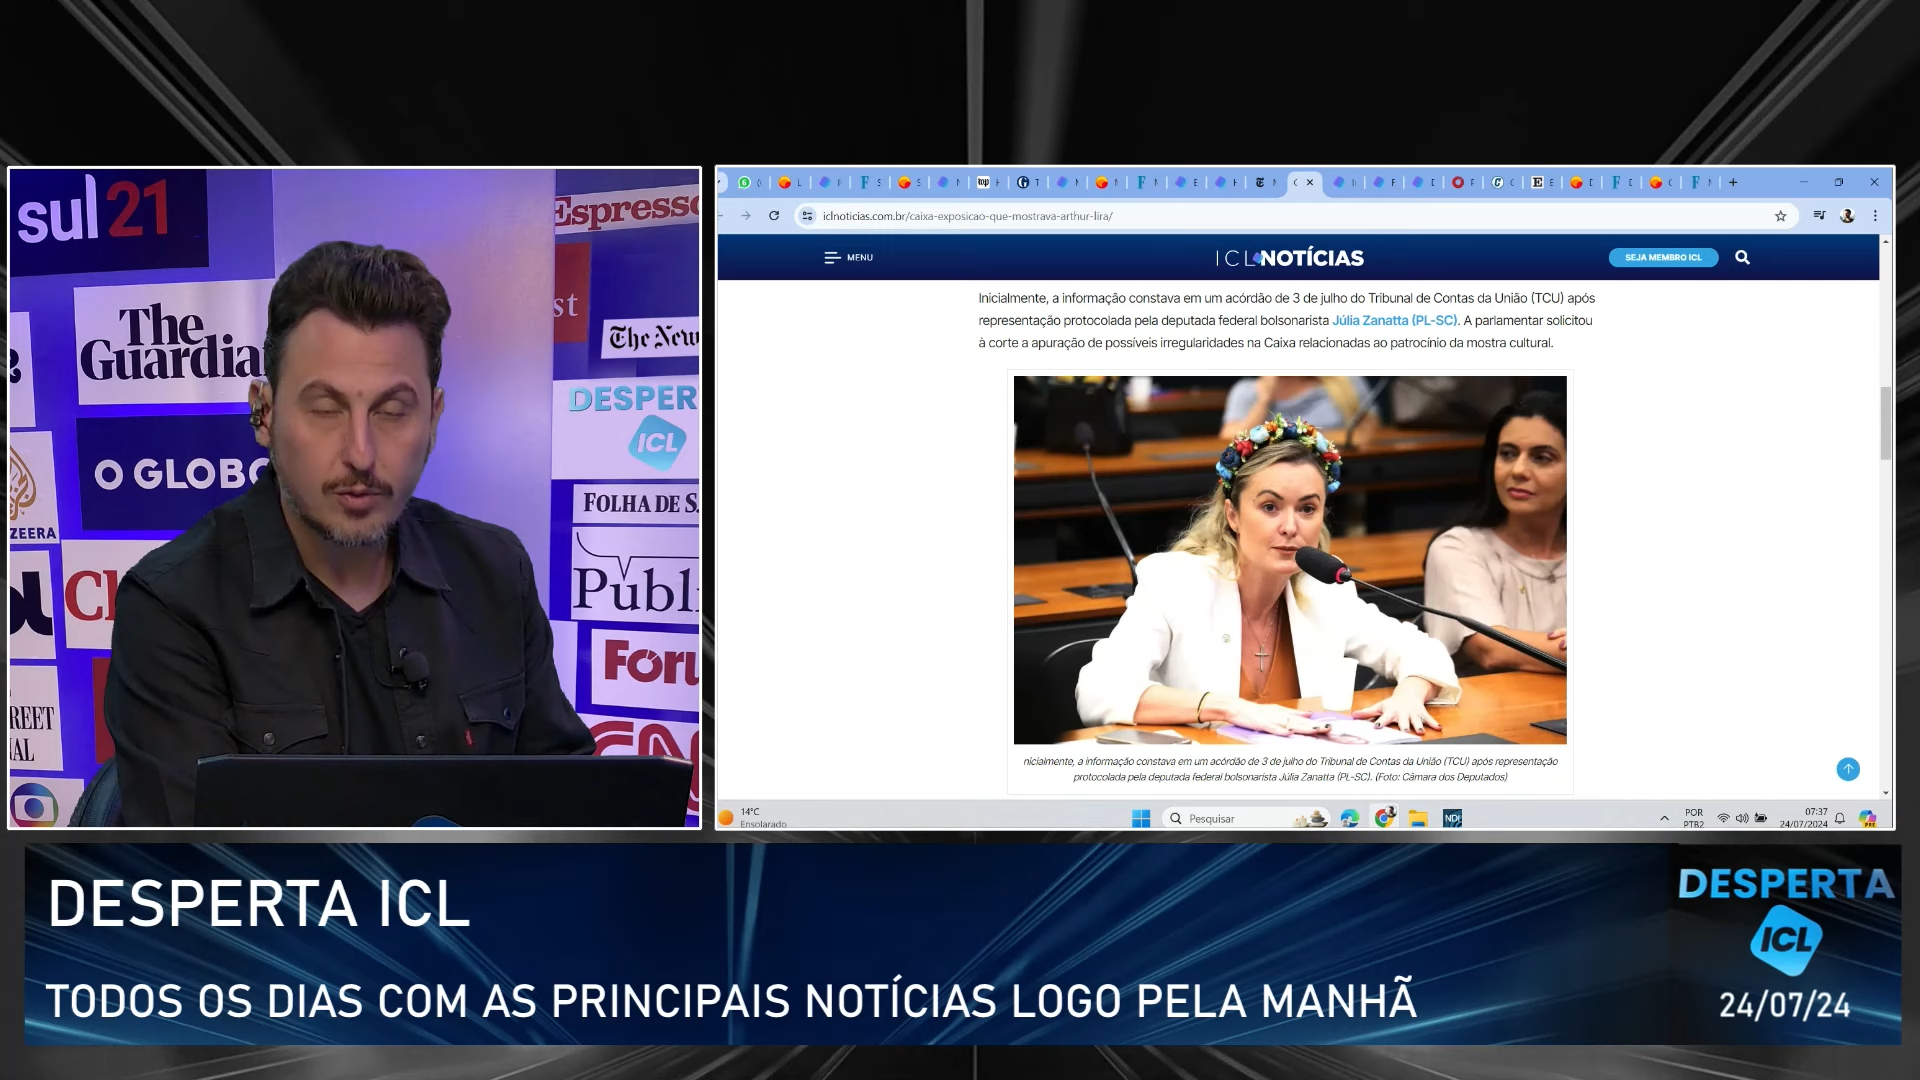 sul21
Espresso
The
Guardia
The New
DESPER
ICL
O GLOBO
FOLHA DE S.
ZEERA
Públi
Foru
REET
CNN
iclnoticias.com.br/caixa-exposicao-que-mostrava-arthur-lira/
MENU
ICL NOTÍCIAS
SEJA MEMBRO ICL
Inicialmente, a informação constava em um acórdão de 3 de julho do Tribunal de Contas da União (TCU) após
representação protocolada pela deputada federal bolsonarista Júlia Zanatta (PL-SC). A parlamentar solicitou
à corte a apuração de possíveis irregularidades na Caixa relacionadas ao patrocínio da mostra cultural.
nicialmente, a informação constava em um acórdão de 3 de julho do Tribunal de Contas da União (TCU) após representação
protocolada pela deputada federal bolsonarista Júlia Zanatta (PL-SC). (Foto: Câmara dos Deputados)
14°C
Ensolarado
Pesquisar
POR
PTB2
07:37
24/07/2024
DESPERTA ICL
TODOS OS DIAS COM AS PRINCIPAIS NOTÍCIAS LOGO PELA MANHÃ
DESPERTA
ICL
24/07/24